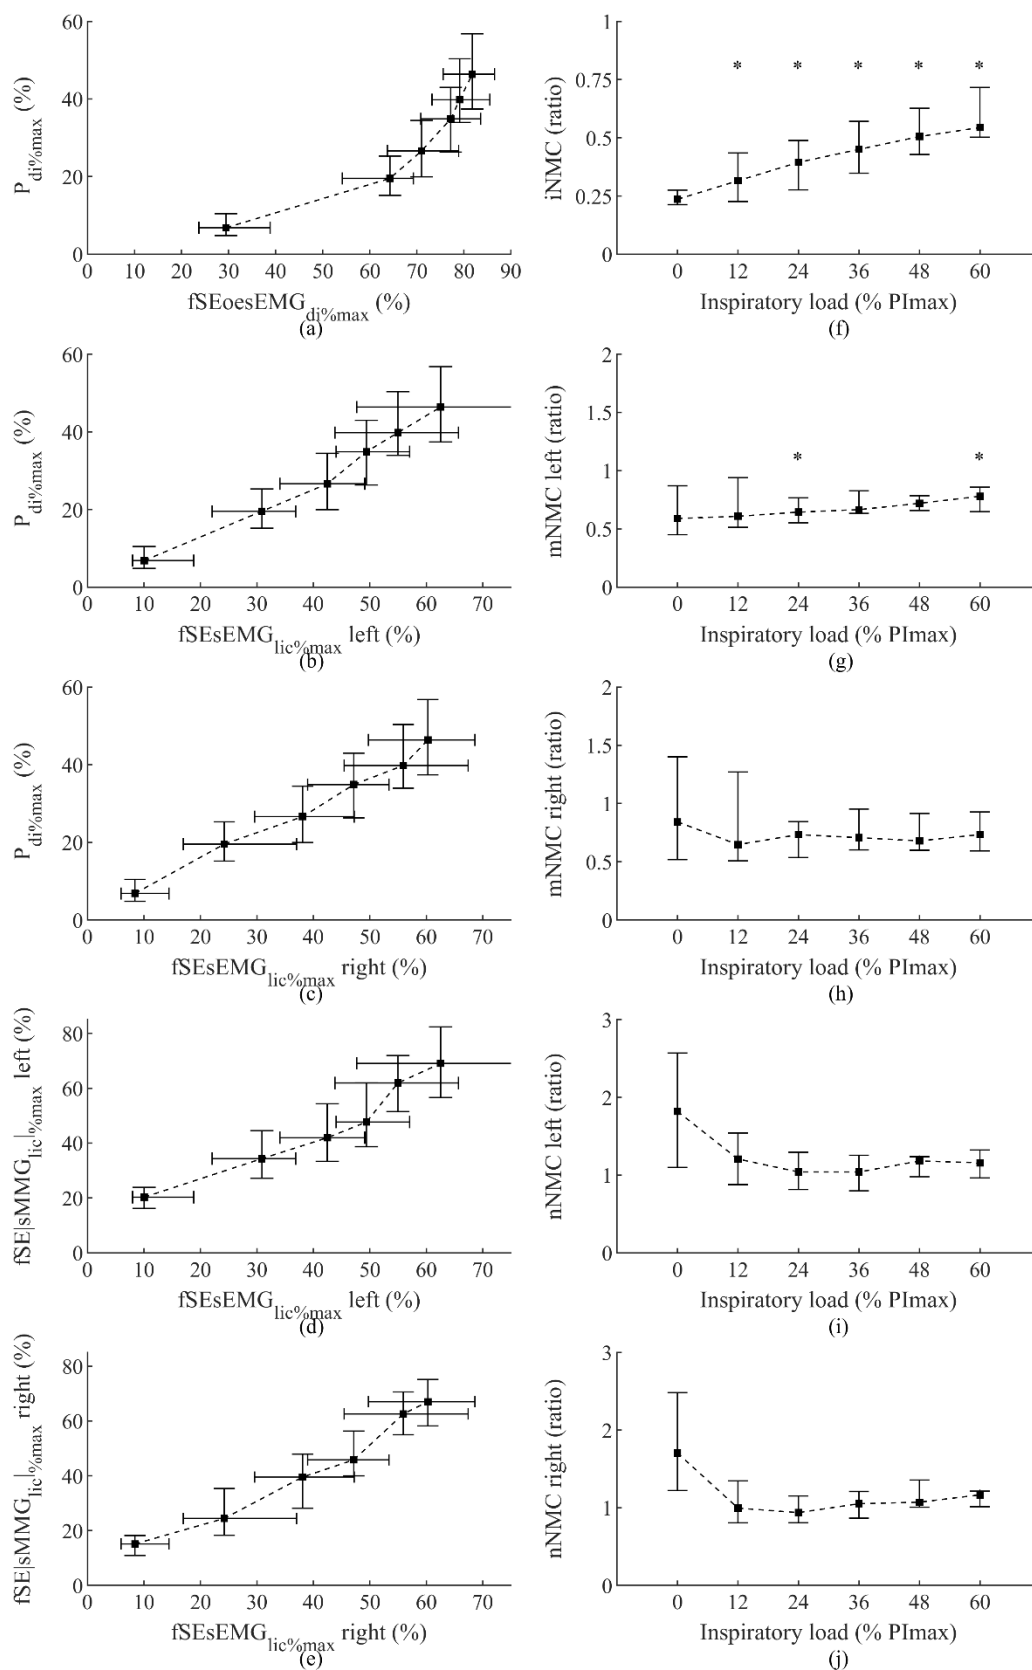 60
40
20
0
P_di%max (%)
0 10 20 30 40 50 60 70 80 90
fSEoesEMG_di%max (%)
(a)
1
0.75
0.5
0.25
0
iNMC (ratio)
* * * * *
0 12 24 36 48 60
Inspiratory load (% PImax)
(f)
60
40
20
0
P_di%max (%)
0 10 20 30 40 50 60 70
fSEsEMG_lic%max left (%)
(b)
2
1.5
1
0.5
0
mNMC left (ratio)
* *
0 12 24 36 48 60
Inspiratory load (% PImax)
(g)
60
40
20
0
P_di%max (%)
0 10 20 30 40 50 60 70
fSEsEMG_lic%max right (%)
(c)
2
1.5
1
0.5
0
mNMC right (ratio)
0 12 24 36 48 60
Inspiratory load (% PImax)
(h)
80
60
40
20
0
fSE|sMMG_lic|%max left (%)
0 10 20 30 40 50 60 70
fSEsEMG_lic%max left (%)
(d)
3
2
1
0
nNMC left (ratio)
0 12 24 36 48 60
Inspiratory load (% PImax)
(i)
80
60
40
20
0
fSE|sMMG_lic|%max right (%)
0 10 20 30 40 50 60 70
fSEsEMG_lic%max right (%)
(e)
3
2
1
0
nNMC right (ratio)
0 12 24 36 48 60
Inspiratory load (% PImax)
(j)